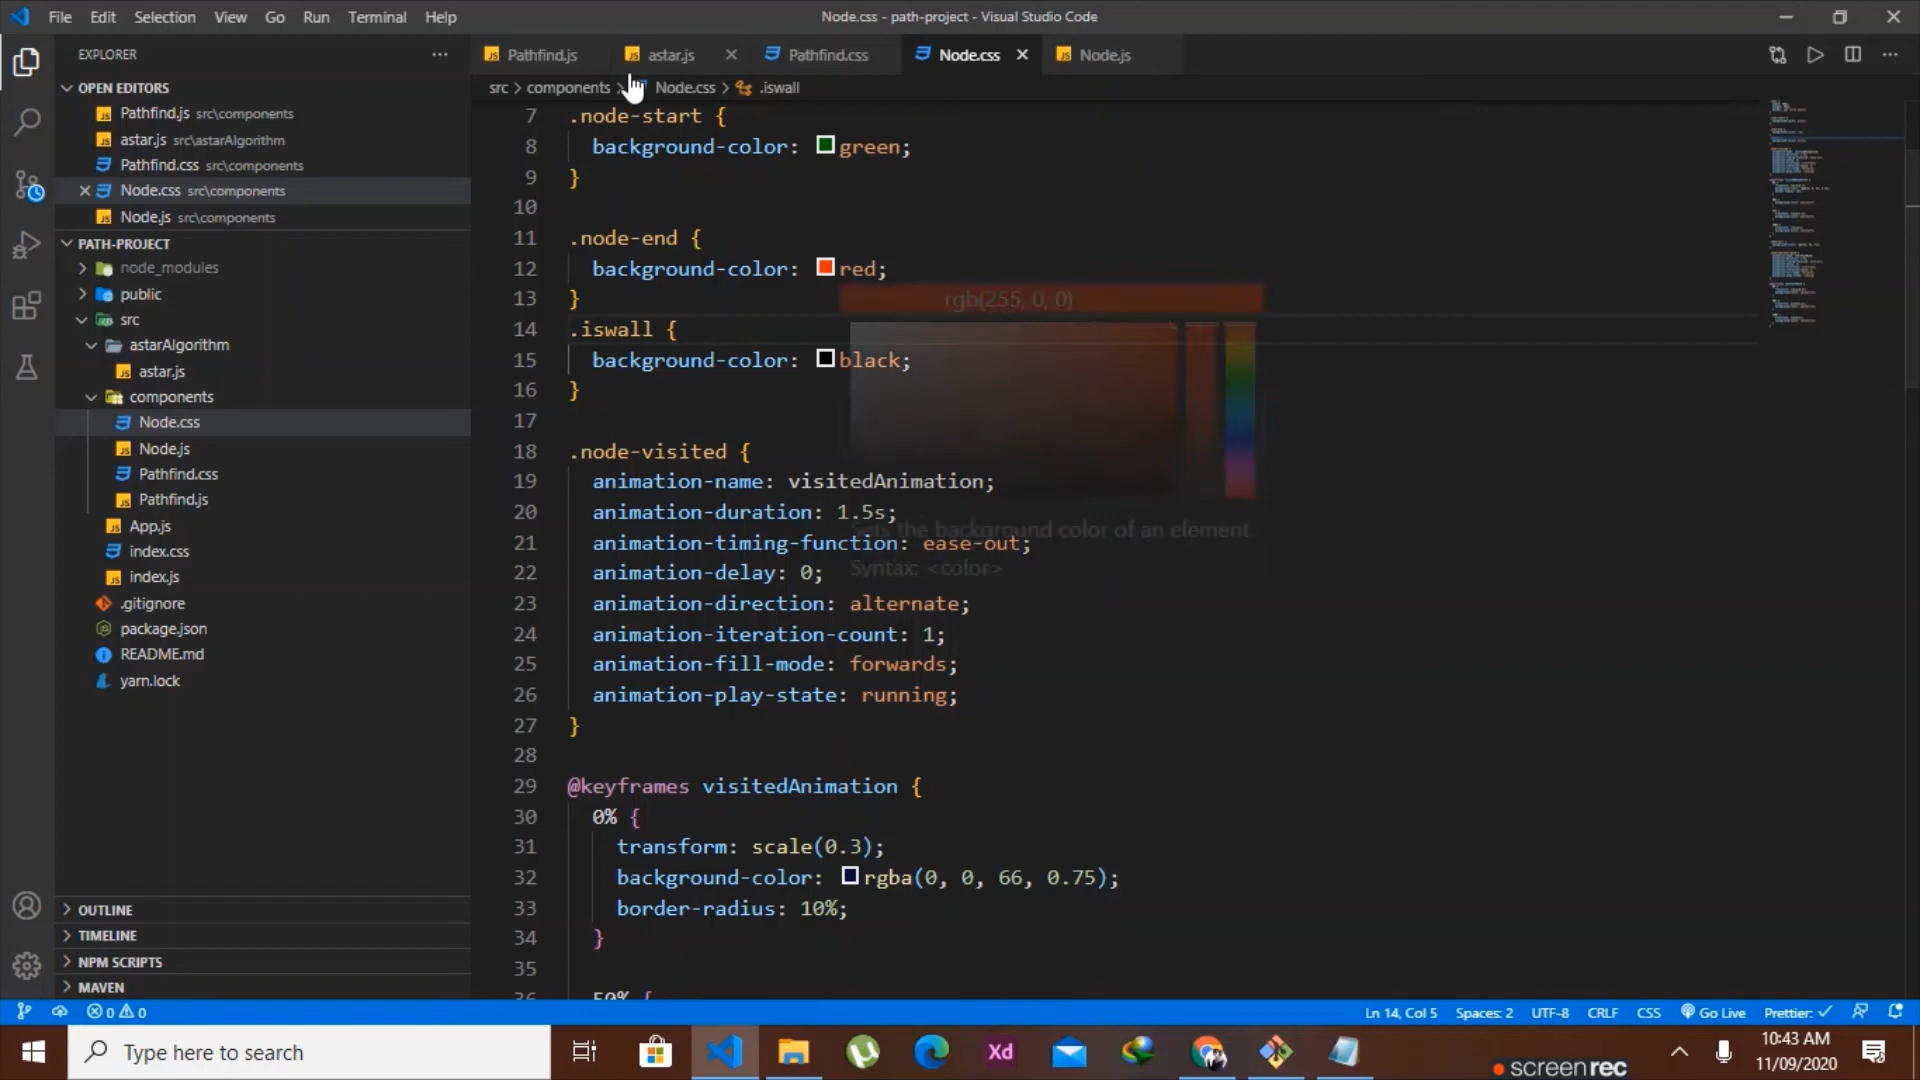 File Edit Selection View Go Run Terminal Help
Node.css - path-project - Visual Studio Code
EXPLORER
Pathfind.js
astar.js
Pathfind.css
Node.css
Node.js
OPEN EDITORS
Pathfind.js src\components
astar.js src\astarAlgorithm
Pathfind.css src\components
Node.css src\components
Node.js src\components
PATH-PROJECT
node_modules
public
src
astarAlgorithm
astar.js
components
Node.css
Node.js
Pathfind.css
Pathfind.js
App.js
index.css
index.js
.gitignore
package.json
README.md
yarn.lock
OUTLINE
TIMELINE
NPM SCRIPTS
MAVEN
src > components > Node.css > .iswall
7 .node-start {
8 background-color: green;
9 }
10
11 .node-end {
12 background-color: red;
13 }
14 .iswall {
15 background-color: black;
16 }
17
18 .node-visited {
19 animation-name: visitedAnimation;
20 animation-duration: 1.5s;
21 animation-timing-function: ease-out;
22 animation-delay: 0;
23 animation-direction: alternate;
24 animation-iteration-count: 1;
25 animation-fill-mode: forwards;
26 animation-play-state: running;
27 }
28
29 @keyframes visitedAnimation {
30 0% {
31 transform: scale(0.3);
32 background-color: rgba(0, 0, 66, 0.75);
33 border-radius: 10%;
34 }
35
36 50% {
rgb(255, 0, 0)
the background color of an element.
Syntax: <color>
0 0
Ln 14, Col 5 Spaces: 2 UTF-8 CRLF CSS Go Live Prettier: ✓
Type here to search
Xd
10:43 AM
11/09/2020
screenrec